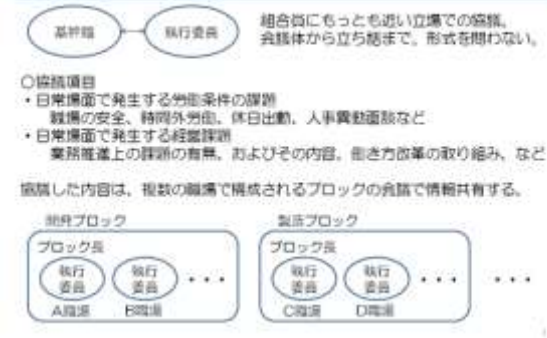 基幹職
執行委員
組合員にもっとも近い立場での協議。
会議体から立ち話まで、形式を問わない。
○協議項目
・日常場面で発生する労働条件の課題
職場の安全、時間外労働、休日出勤、人事異動面談など
・日常場面で発生する経営課題
業務推進上の課題の有無、およびその内容、働き方改革の取り組み、など
協議した内容は、複数の職場で構成されるブロックの会議で情報共有する。
開発ブロック
製造ブロック
ブロック長
ブロック長
執行
委員
執行
委員
・・・
執行
委員
執行
委員
・・・
・・・
A職場
B職場
C職場
D職場